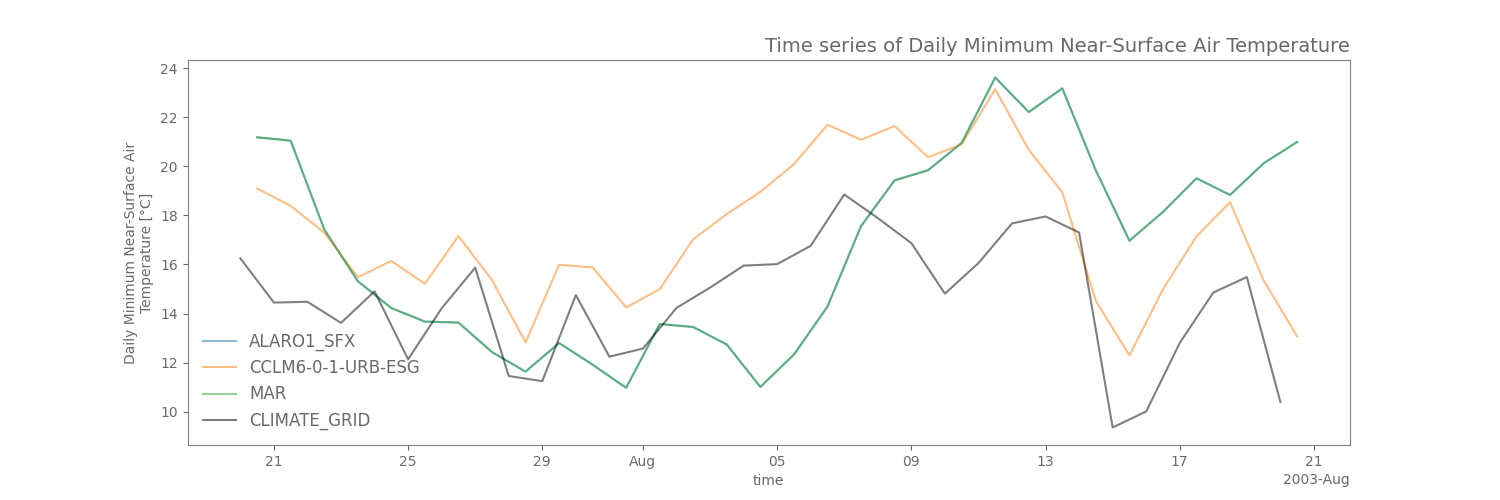 Time series of Daily Minimum Near-Surface Air Temperature
Daily Minimum Near-Surface Air
Temperature [°C]
24
22
20
18
16
14
12
10
ALARO1_SFX
CCLM6-0-1-URB-ESG
MAR
CLIMATE_GRID
21 25 29 Aug 05 09 13 17 21
time
2003-Aug